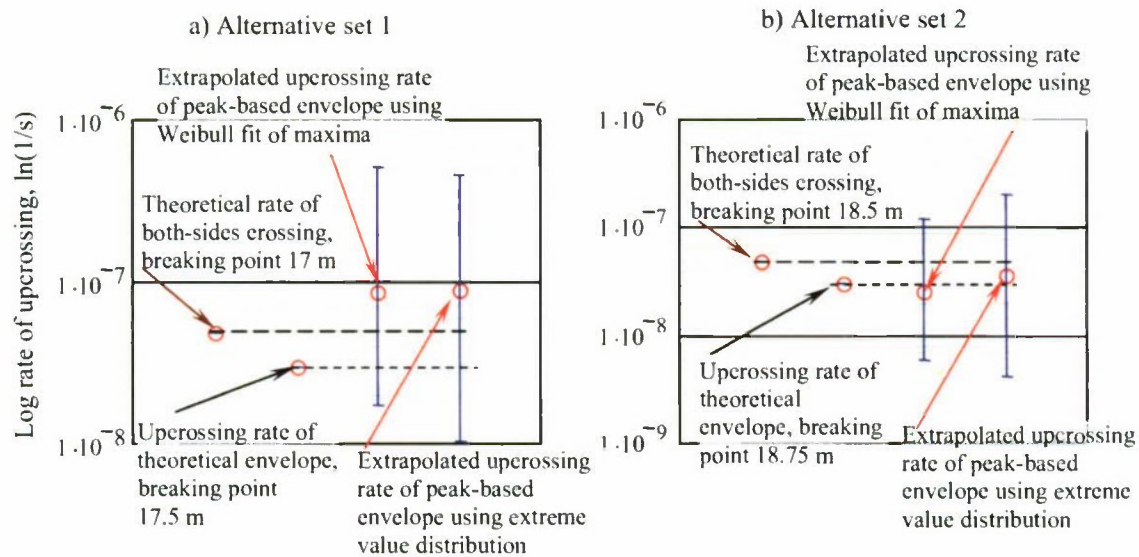 a) Alternative set 1
Extrapolated upcrossing rate
of peak-based envelope using
Weibull fit of maxima
1·10⁻⁶
Theoretical rate of
both-sides crossing,
breaking point 17 m
1·10⁻⁷
1·10⁻⁸
Log rate of upcrossing, ln(1/s)
Upcrossing rate of
theoretical envelope,
breaking point
17.5 m
Extrapolated upcrossing
rate of peak-based
envelope using extreme
value distribution
b) Alternative set 2
Extrapolated upcrossing rate
of peak-based envelope using
Weibull fit of maxima
1·10⁻⁶
Theoretical rate of
both-sides crossing,
breaking point 18.5 m
1·10⁻⁷
1·10⁻⁸
1·10⁻⁹
Upcrossing rate of
theoretical
envelope, breaking
point 18.75 m
Extrapolated upcrossing
rate of peak-based
envelope using extreme
value distribution